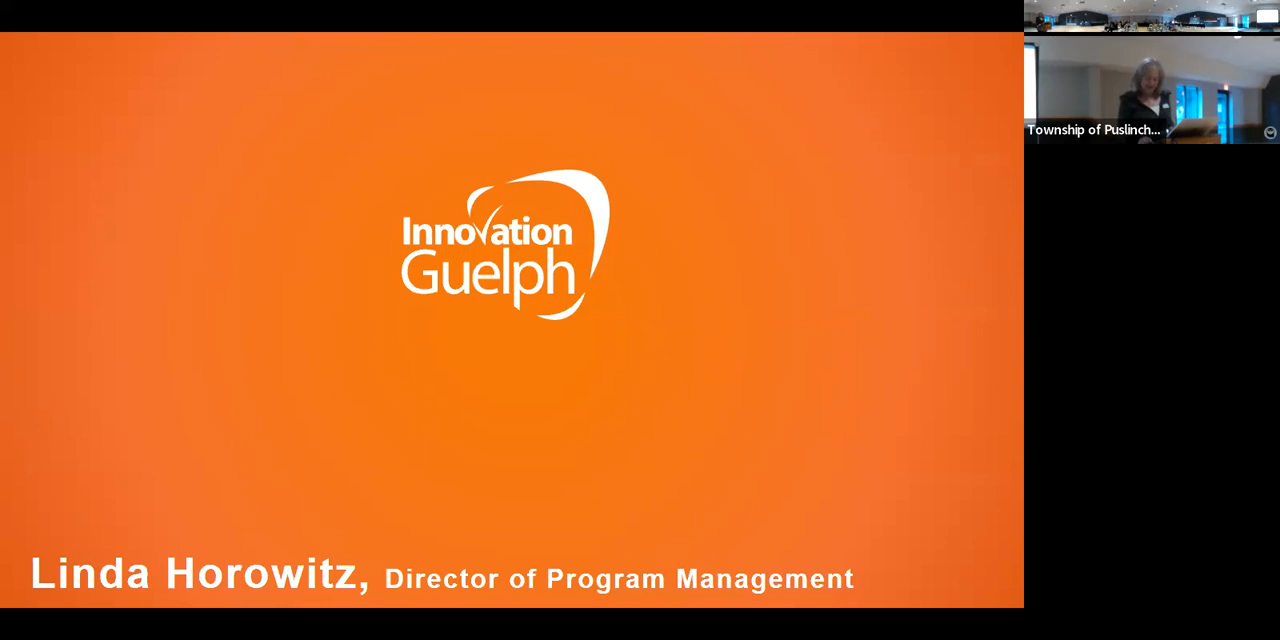 Innovation
Guelph
Linda Horowitz, Director of Program Management
Township of Puslinch...